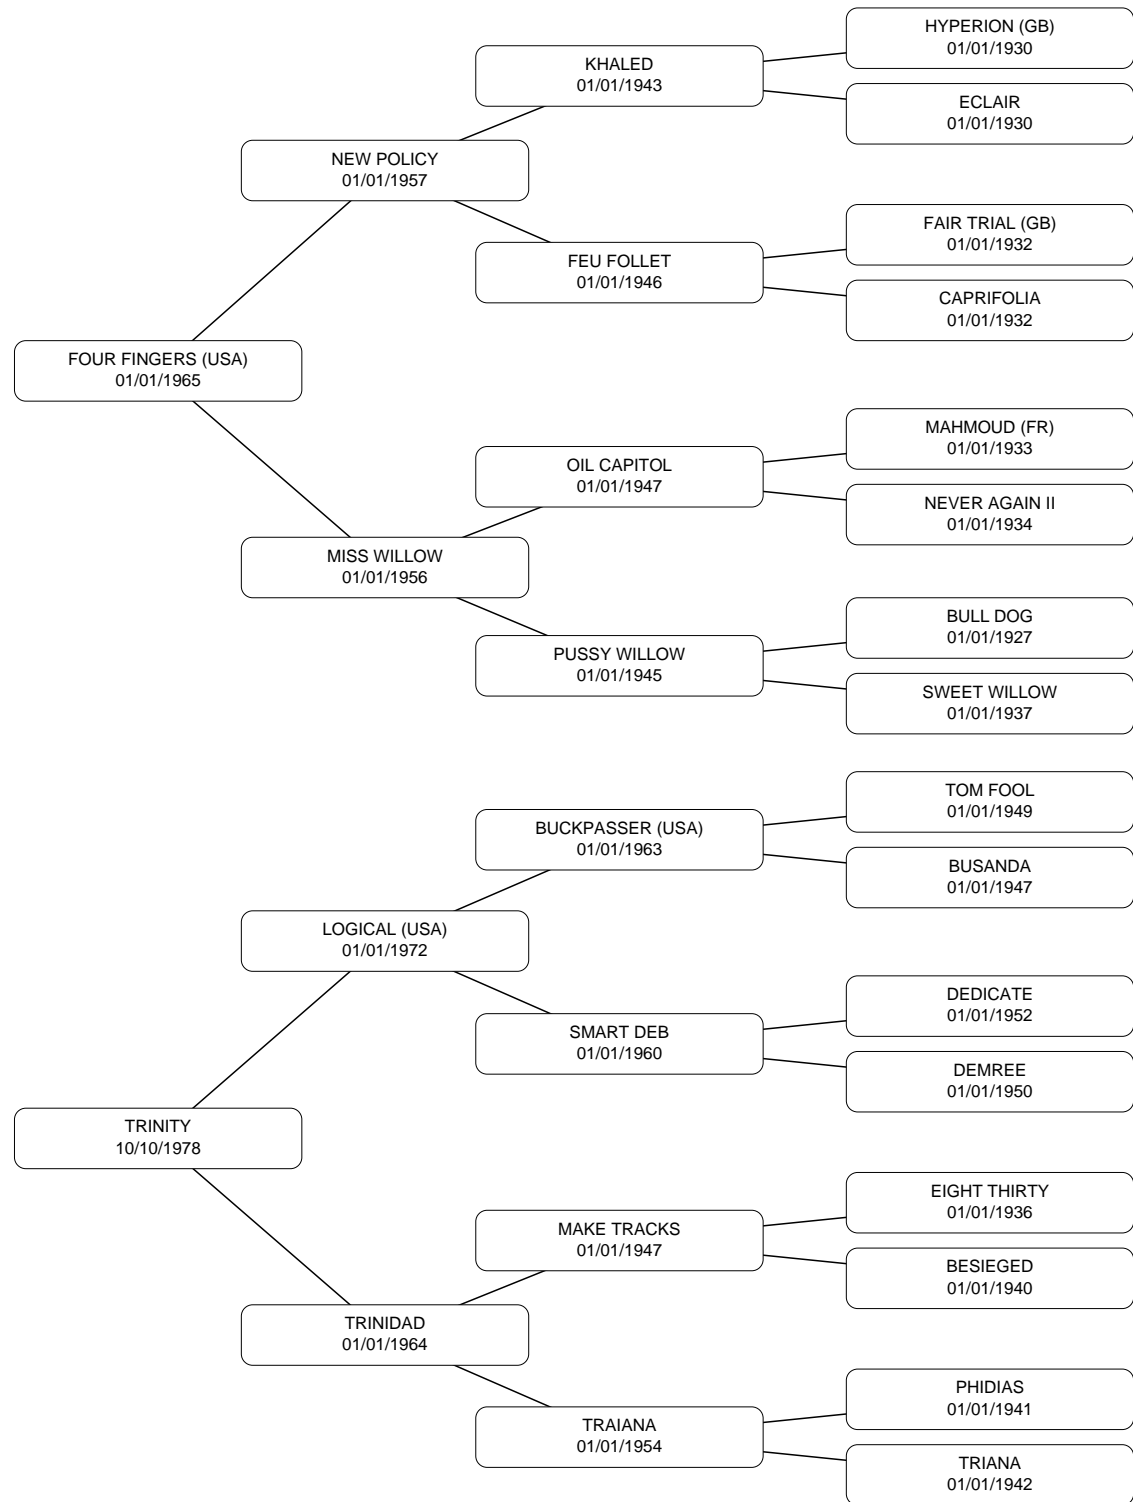 HYPERION (GB)
01/01/1930
KHALED
01/01/1943
ECLAIR
01/01/1930
NEW POLICY
01/01/1957
FAIR TRIAL (GB)
01/01/1932
FEU FOLLET
01/01/1946
CAPRIFOLIA
01/01/1932
FOUR FINGERS (USA)
01/01/1965
MAHMOUD (FR)
01/01/1933
OIL CAPITOL
01/01/1947
NEVER AGAIN II
01/01/1934
MISS WILLOW
01/01/1956
BULL DOG
01/01/1927
PUSSY WILLOW
01/01/1945
SWEET WILLOW
01/01/1937
TOM FOOL
01/01/1949
BUCKPASSER (USA)
01/01/1963
BUSANDA
01/01/1947
LOGICAL (USA)
01/01/1972
DEDICATE
01/01/1952
SMART DEB
01/01/1960
DEMREE
01/01/1950
TRINITY
10/10/1978
EIGHT THIRTY
01/01/1936
MAKE TRACKS
01/01/1947
BESIEGED
01/01/1940
TRINIDAD
01/01/1964
PHIDIAS
01/01/1941
TRAIANA
01/01/1954
TRIANA
01/01/1942